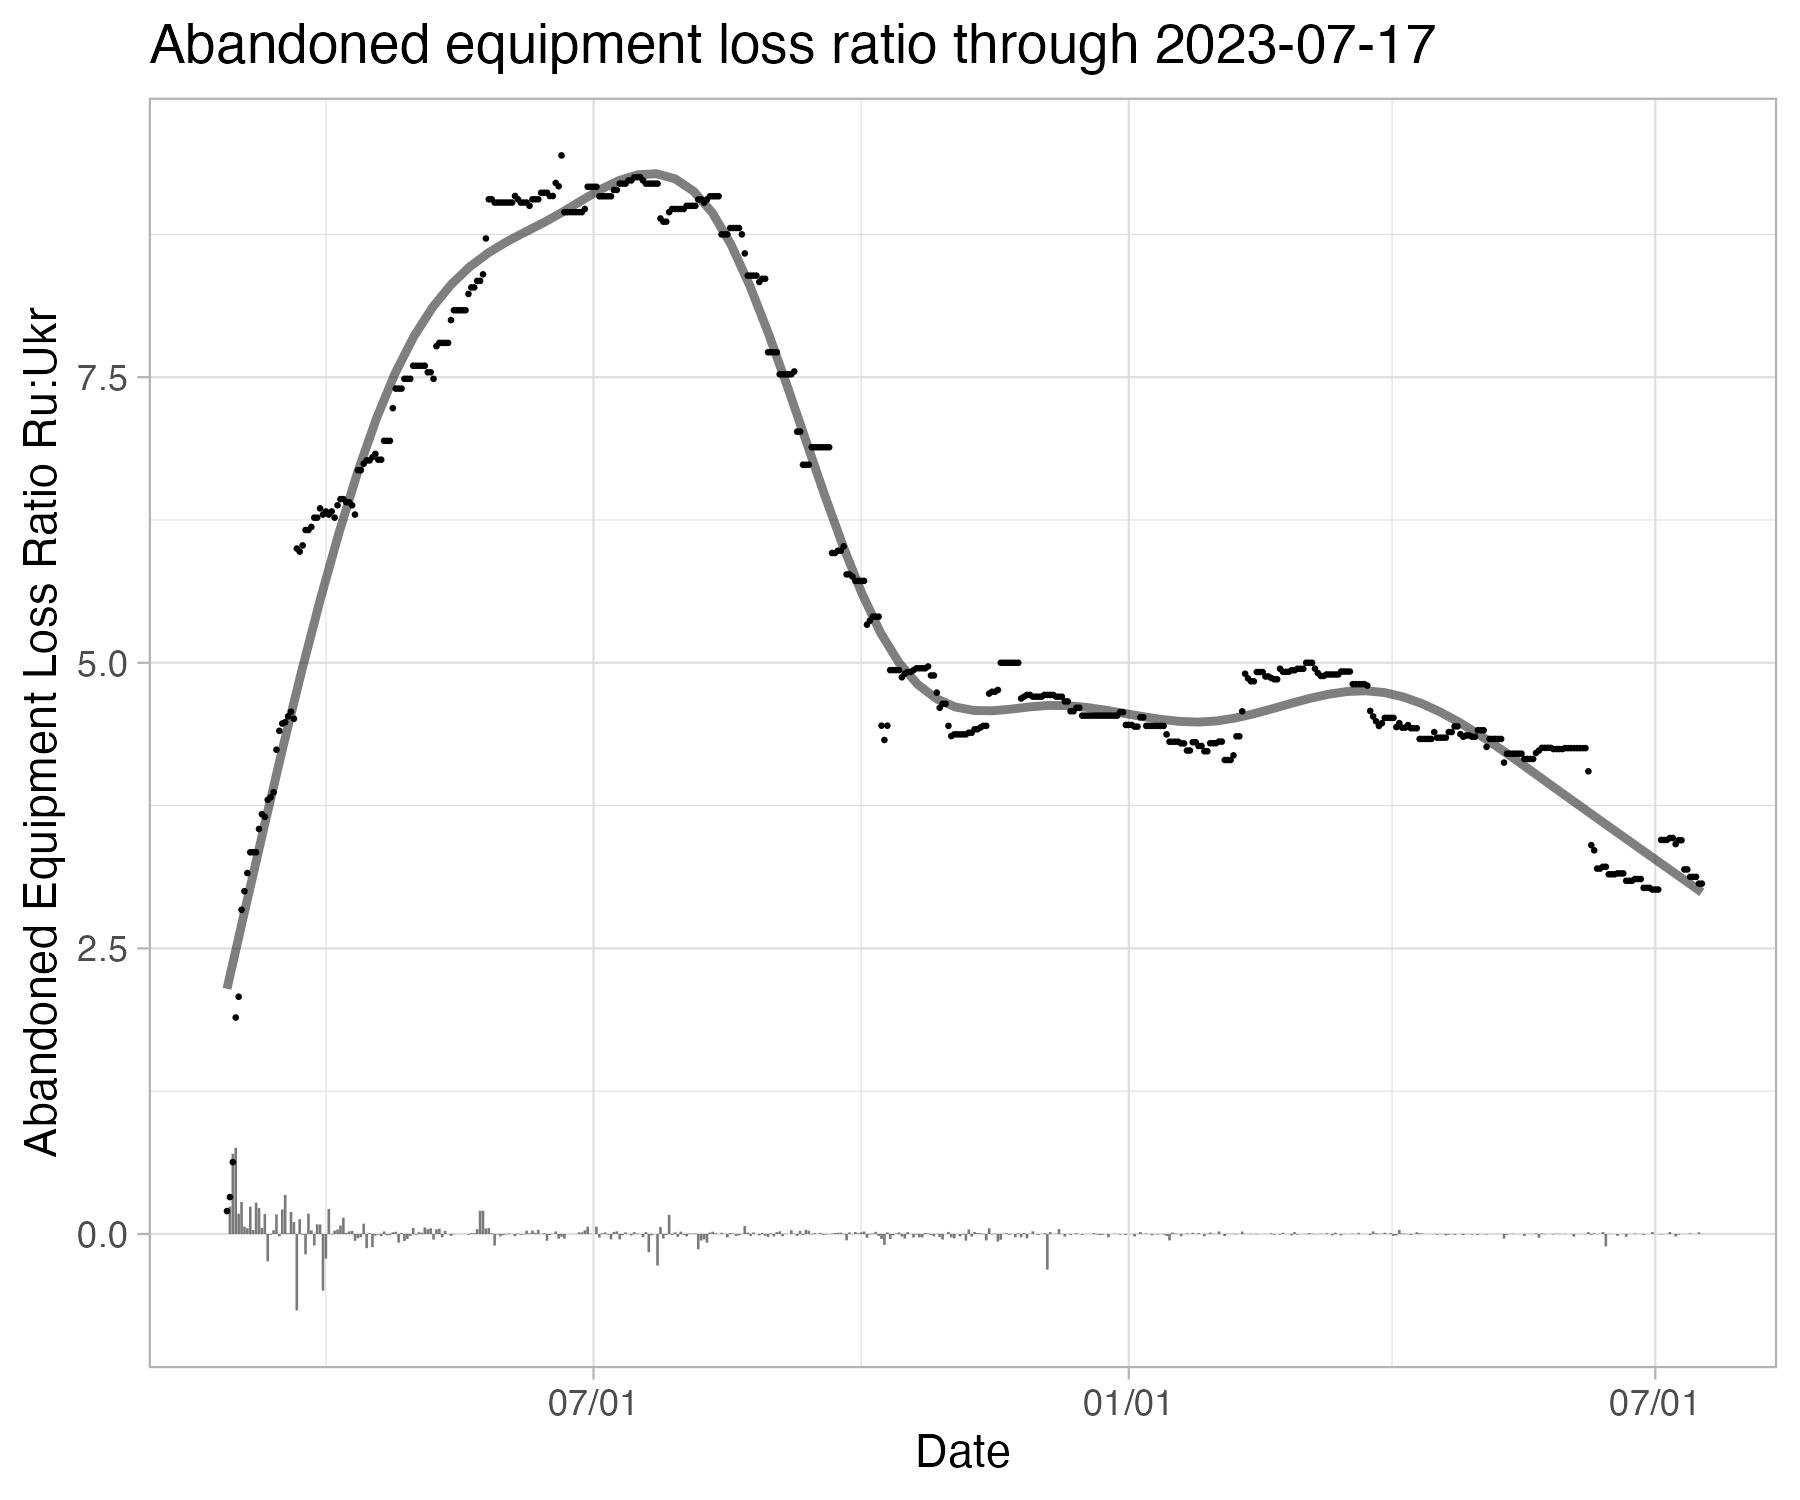 Abandoned equipment loss ratio through 2023-07-17
Abandoned Equipment Loss Ratio Ru:Ukr
7.5
5.0
2.5
0.0
07/01
01/01
07/01
Date